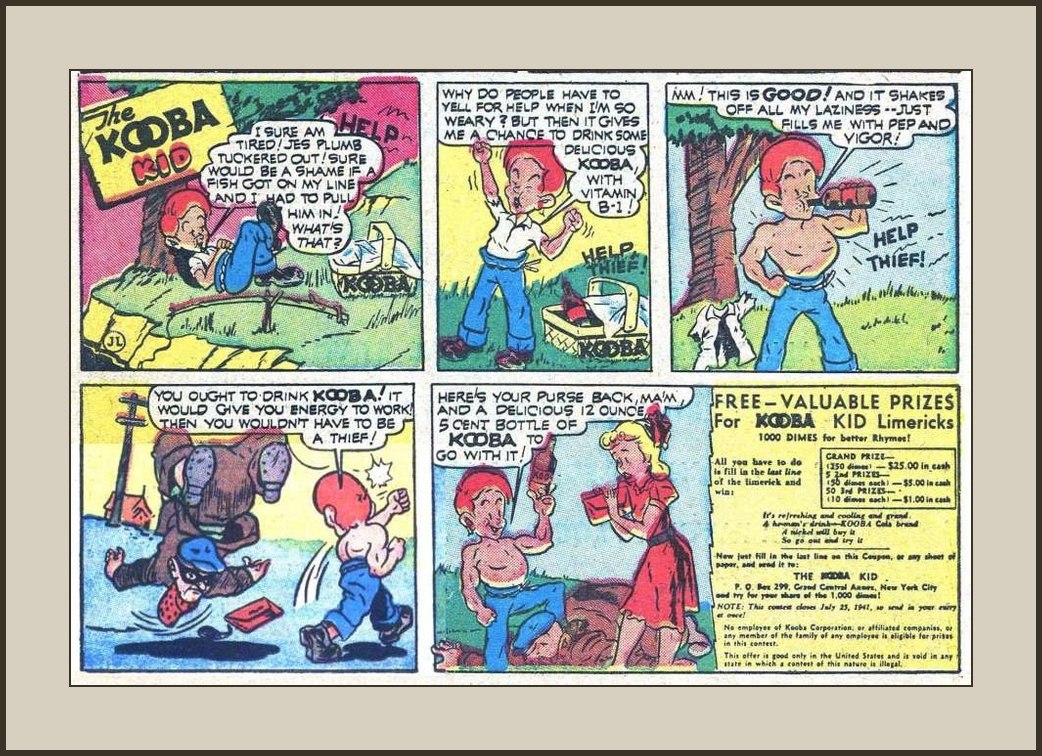 The
KOOBA
KID
I SURE AM
TIRED! JES PLUMB
TUCKERED OUT! SURE
WOULD BE A SHAME IF A
FISH GOT ON MY LINE
AND I HAD TO PULL
HIM IN!
WHAT'S
THAT?
HELP
KOOBA
JL
WHY DO PEOPLE HAVE TO
YELL FOR HELP WHEN I'M SO
WEARY? BUT THEN IT GIVES
ME A CHANCE TO DRINK SOME
DELICIOUS
KOOBA,
WITH
VITAMIN
B-1!
HELP
THIEF!
KOOBA
MM! THIS IS GOOD! AND IT SHAKES
OFF ALL MY LAZINESS -- JUST
FILLS ME WITH PEP AND
VIGOR!
HELP
THIEF!
YOU OUGHT TO DRINK KOOBA! IT
WOULD GIVE YOU ENERGY TO WORK!
THEN YOU WOULDN'T HAVE TO BE
A THIEF!
HERE'S YOUR PURSE BACK, MA'M,
AND A DELICIOUS 12 OUNCE
5 CENT BOTTLE OF
KOOBA TO
GO WITH IT!
FREE—VALUABLE PRIZES
For KOOBA KID Limericks
1000 DIMES for better Rhymes!
All you have to do
is fill in the last line
of the limerick and
win:
GRAND PRIZE—
(250 dimes) — $25.00 in cash
5 2nd PRIZES—
(50 dimes each) — $5.00 in cash
50 3rd PRIZES—
(10 dimes each) — $1.00 in cash
It's refreshing and cooling and grand.
A he-man's drink—KOOBA Cola brand
A nickel will buy it
So go out and try it
Now just fill in the last line on this Coupon, or any sheet of
paper, and send it to:
THE KOOBA KID
P. O. Box 299, Grand Central Annex, New York City
and try for your share of the 1,000 dimes!
NOTE: This contest closes July 25, 1941, so send in your entry
at once!
No employee of Kooba Corporation, or affiliated companies, or
any member of the family of any employee is eligible for prizes
in this contest.
This offer is good only in the United States and is void in any
state in which a contest of this nature is illegal.